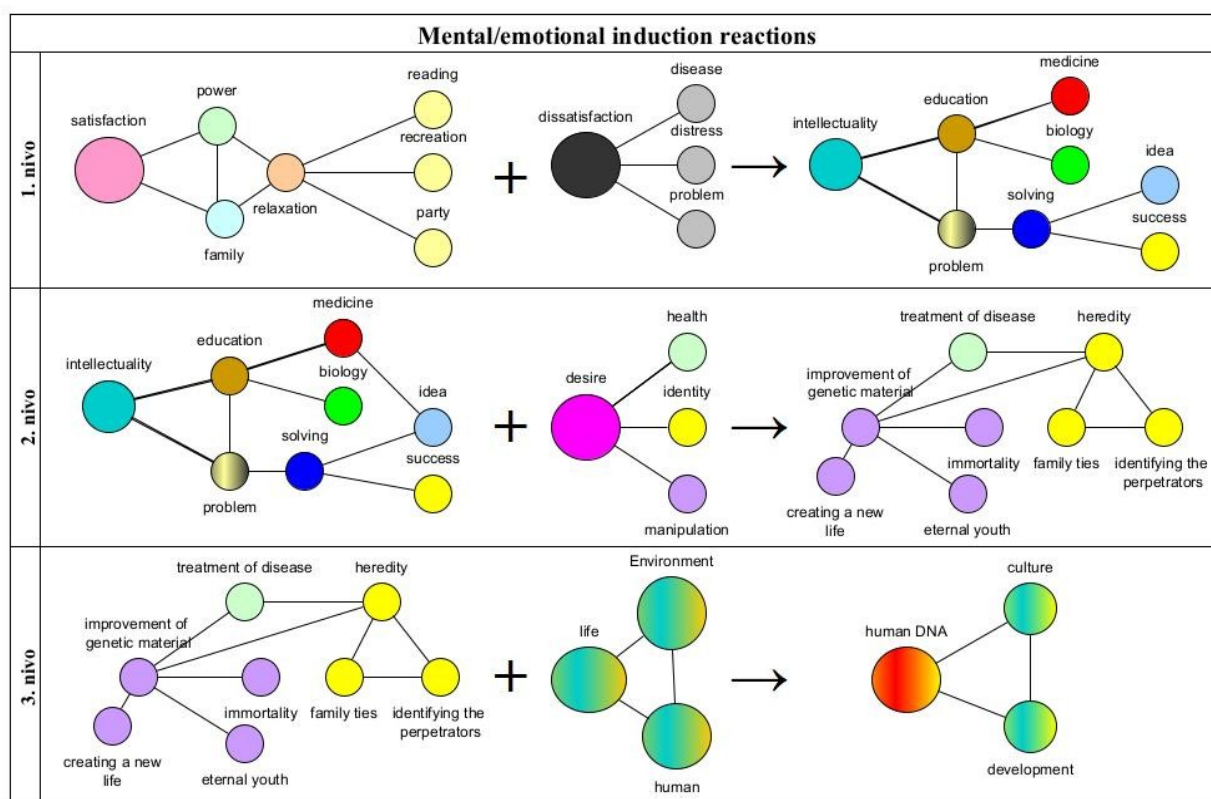 Mental/emotional induction reactions
1. nivo
satisfaction
power
family
relaxation
reading
recreation
party
+
dissatisfaction
disease
distress
problem
→
intellectuality
education
medicine
biology
problem
solving
idea
success
2. nivo
intellectuality
education
medicine
biology
problem
solving
idea
success
+
desire
health
identity
manipulation
→
treatment of disease
heredity
improvement of
genetic material
immortality
family ties
identifying the
perpetrators
creating a new
life
eternal youth
3. nivo
treatment of disease
heredity
improvement of
genetic material
immortality
family ties
identifying the
perpetrators
creating a new
life
eternal youth
+
Environment
life
human
→
human DNA
culture
development